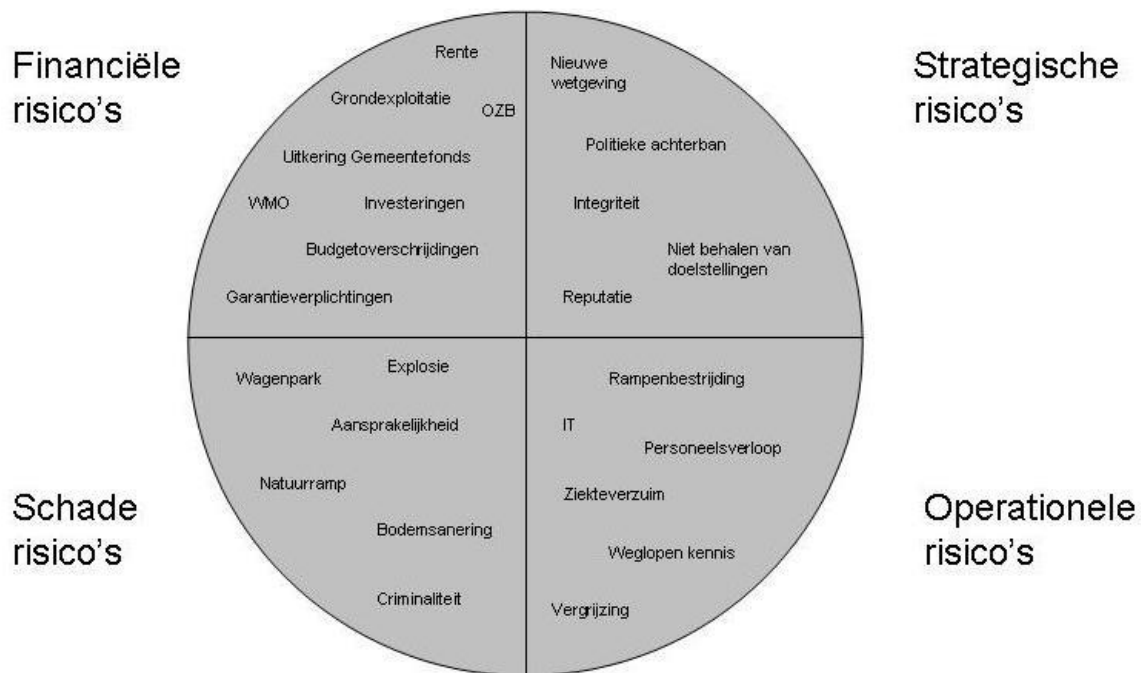 Financiële
risico's
Rente
Grondexploitatie
OZB
Uitkering Gemeentefonds
WMO
Investeringen
Budgetoverschrijdingen
Garantieverplichtingen
Strategische
risico's
Nieuwe
wetgeving
Politieke achterban
Integriteit
Niet behalen van
doelstellingen
Reputatie
Schade
risico's
Explosie
Wagenpark
Aansprakelijkheid
Natuurramp
Bodemsanering
Criminaliteit
Operationele
risico's
Rampenbestrijding
IT
Personeelsverloop
Ziekteverzuim
Weglopen kennis
Vergrijzing